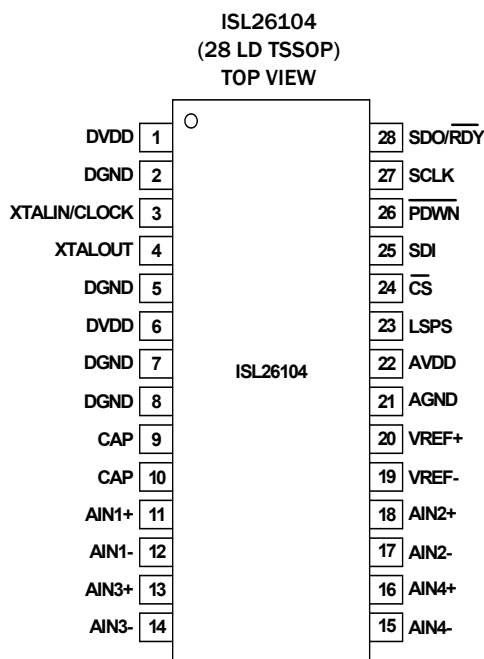 ISL26104
(28 LD TSSOP)
TOP VIEW
DVDD 1 28 SDO/RDY
DGND 2 27 SCLK
XTALIN/CLOCK 3 26 PDWN
XTALOUT 4 25 SDI
DGND 5 24 CS
DVDD 6 23 LSPS
DGND 7 22 AVDD
ISL26104
DGND 8 21 AGND
CAP 9 20 VREF+
CAP 10 19 VREF-
AIN1+ 11 18 AIN2+
AIN1- 12 17 AIN2-
AIN3+ 13 16 AIN4+
AIN3- 14 15 AIN4-